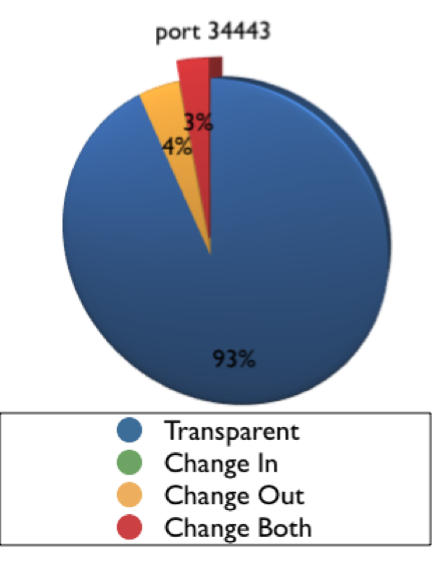 port 34443
3%
4%
93%
Transparent
Change In
Change Out
Change Both